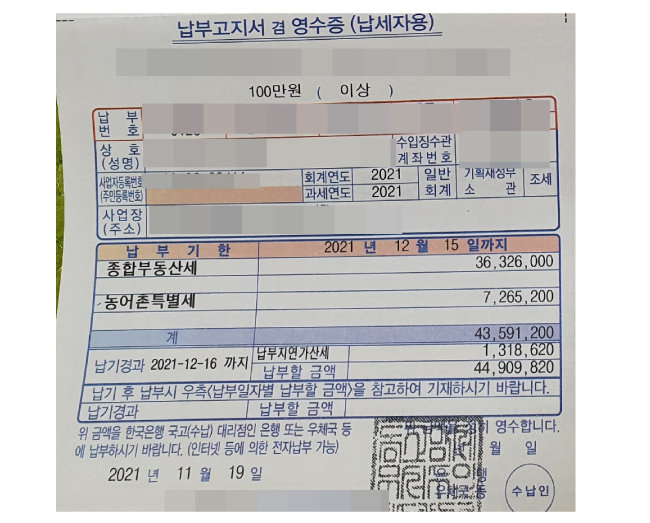 납부고지서 겸 영수증 (납세자용)
100만원 ( 이상 )
납 부
번 호
상 호
(성명)
수입징수관
계좌번호
사업자등록번호
(주민등록번호)
회계연도 2021 일반 기획재정부 조세
과세연도 2021 회계 소 관
사업장
(주소)
납 부 기 한 2021 년 12 월 15 일까지
종합부동산세 36,326,000
농어촌특별세 7,265,200
계 43,591,200
납기경과 2021-12-16 까지 납부지연가산세 1,318,620
납부할 금액 44,909,820
납기 후 납부시 우측(납부일자별 납부할 금액)을 참고하여 기재하시기 바랍니다.
납기경과 납부할 금액
위 금액을 한국은행 국고(수납) 대리점인 은행 또는 우체국 등
에 납부하시기 바랍니다. (인터넷 등에 의한 전자납부 가능)
영수합니다.
년 월 일
2021 년 11 월 19 일
은 행
우체국 등
수납인